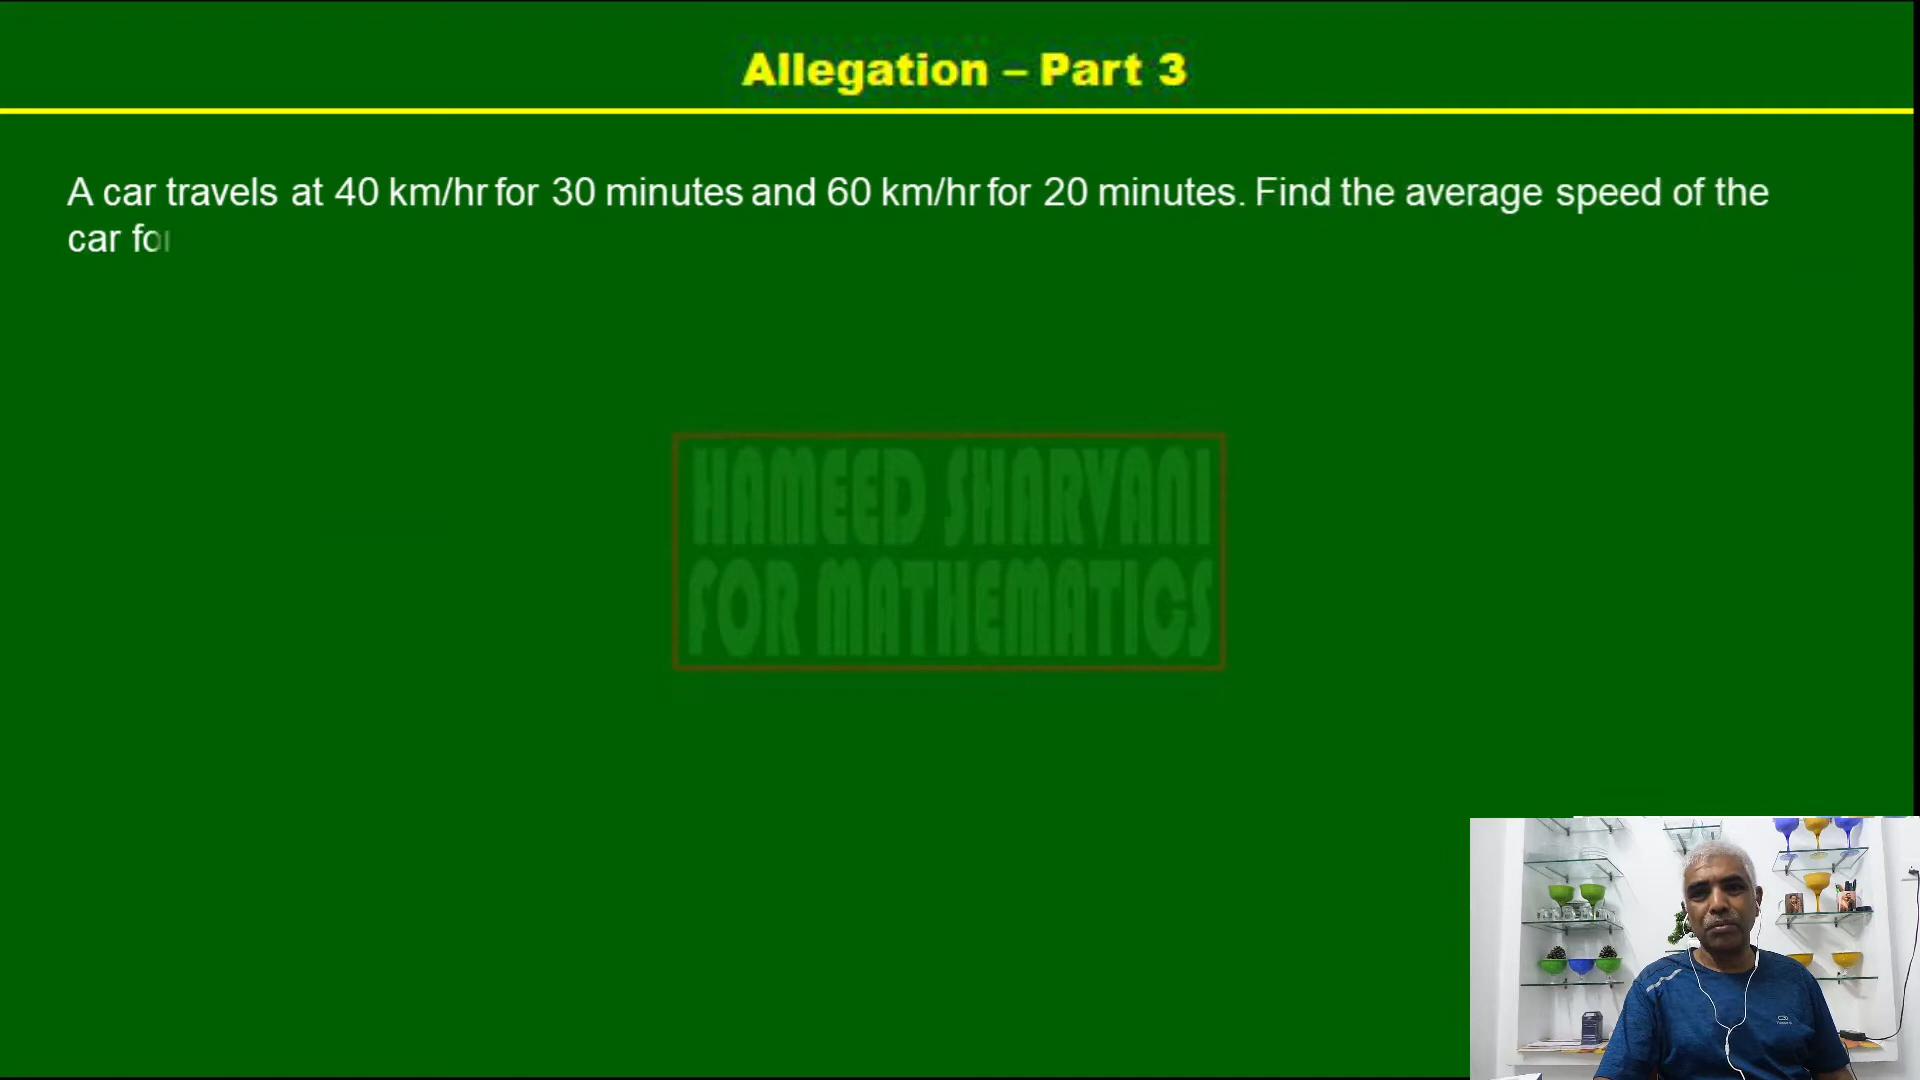 Allegation – Part 3
A car travels at 40 km/hr for 30 minutes and 60 km/hr for 20 minutes. Find the average speed of the
car for
HAMEED SHARVANI
FOR MATHEMATICS